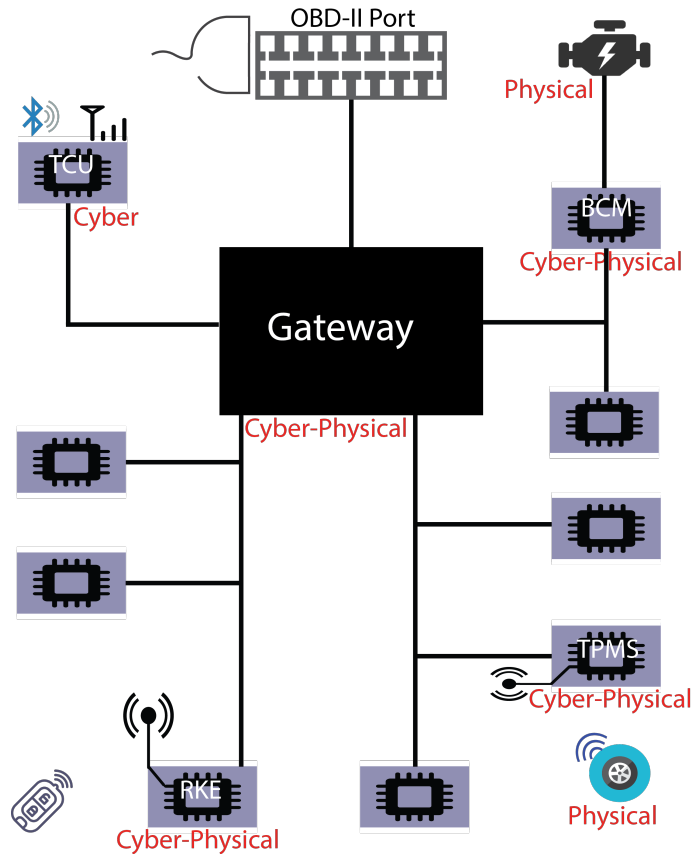 OBD-II Port
Physical
TCU
Cyber
BCM
Cyber-Physical
Gateway
Cyber-Physical
TPMS
Cyber-Physical
RKE
Cyber-Physical
Physical